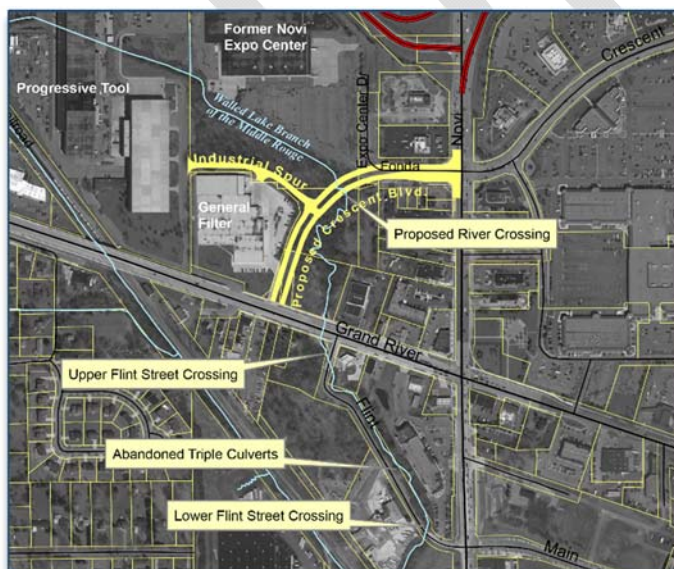 Former Novi
Expo Center
Progressive Tool
Crescent
Walled Lake Branch
of the Middle Rouge
Expo Center Dr
Novi
Industrial Spur
Fonda
General
Filter
Proposed Crescent Blvd.
Proposed River Crossing
Grand River
Upper Flint Street Crossing
Flint
Abandoned Triple Culverts
Lower Flint Street Crossing
Main